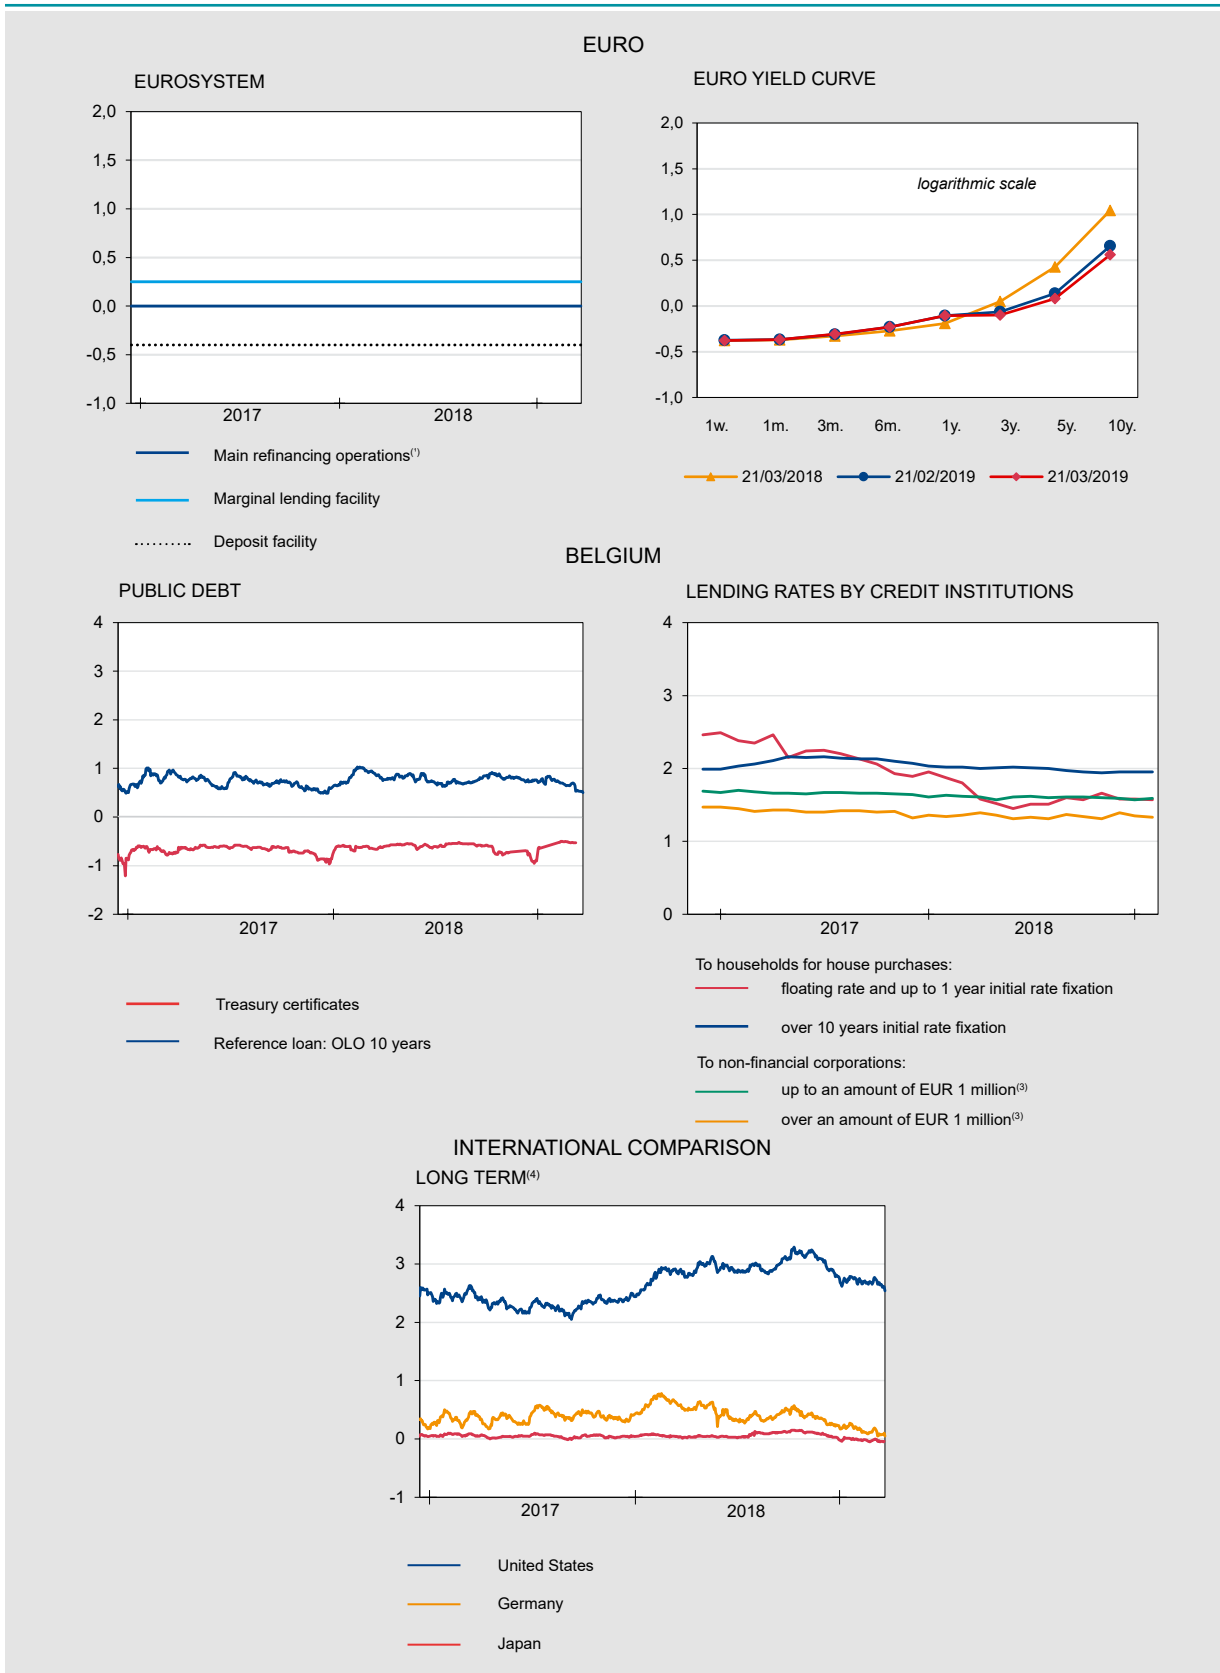 EURO
EUROSYSTEM
2,0
1,5
1,0
0,5
0,0
-0,5
-1,0
2017 2018
Main refinancing operations(1)
Marginal lending facility
Deposit facility
EURO YIELD CURVE
2,0
1,5
1,0
0,5
0,0
-0,5
-1,0
logarithmic scale
1w. 1m. 3m. 6m. 1y. 3y. 5y. 10y.
21/03/2018 21/02/2019 21/03/2019
BELGIUM
PUBLIC DEBT
4
3
2
1
0
-1
-2
2017 2018
Treasury certificates
Reference loan: OLO 10 years
LENDING RATES BY CREDIT INSTITUTIONS
4
3
2
1
0
2017 2018
To households for house purchases:
floating rate and up to 1 year initial rate fixation
over 10 years initial rate fixation
To non-financial corporations:
up to an amount of EUR 1 million(3)
over an amount of EUR 1 million(3)
INTERNATIONAL COMPARISON
LONG TERM(4)
4
3
2
1
0
-1
2017 2018
United States
Germany
Japan